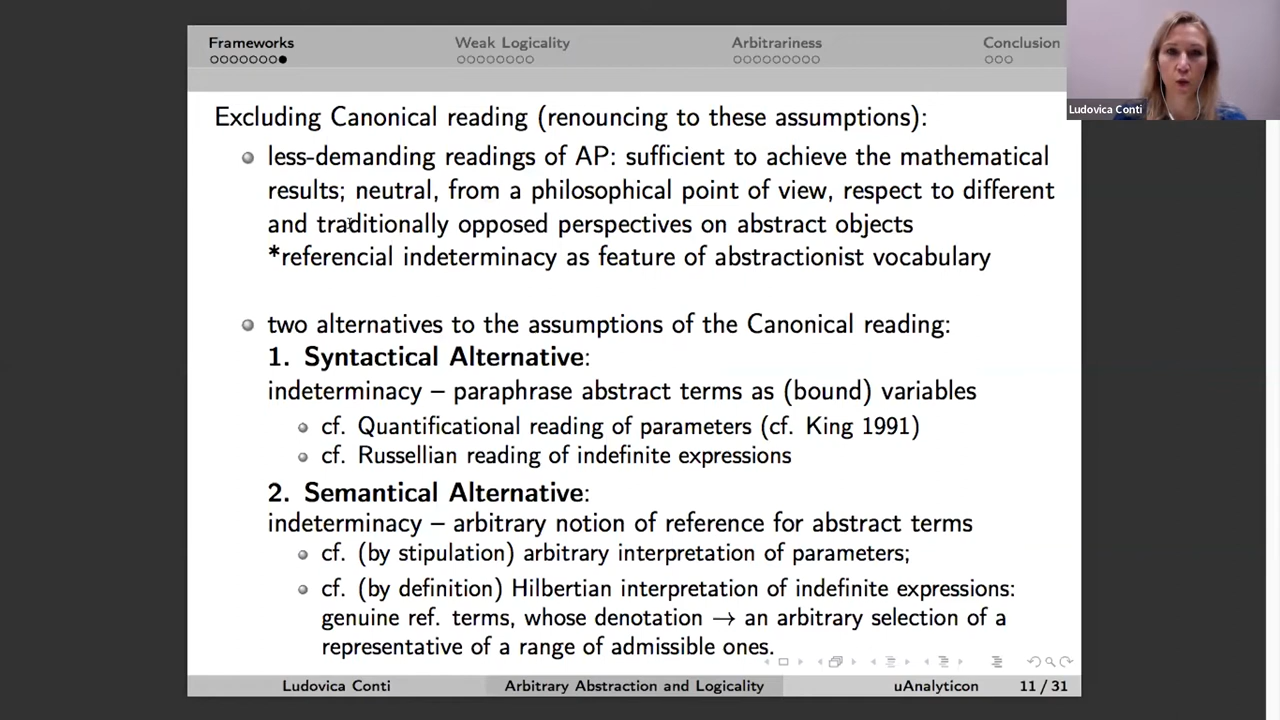 Frameworks Weak Logicality Arbitrariness Conclusion
Ludovica Conti
Excluding Canonical reading (renouncing to these assumptions):
less-demanding readings of AP: sufficient to achieve the mathematical
results; neutral, from a philosophical point of view, respect to different
and traditionally opposed perspectives on abstract objects
*referencial indeterminacy as feature of abstractionist vocabulary
two alternatives to the assumptions of the Canonical reading:
1. Syntactical Alternative:
indeterminacy – paraphrase abstract terms as (bound) variables
cf. Quantificational reading of parameters (cf. King 1991)
cf. Russellian reading of indefinite expressions
2. Semantical Alternative:
indeterminacy – arbitrary notion of reference for abstract terms
cf. (by stipulation) arbitrary interpretation of parameters;
cf. (by definition) Hilbertian interpretation of indefinite expressions:
genuine ref. terms, whose denotation → an arbitrary selection of a
representative of a range of admissible ones.
Ludovica Conti Arbitrary Abstraction and Logicality uAnalyticon 11 / 31